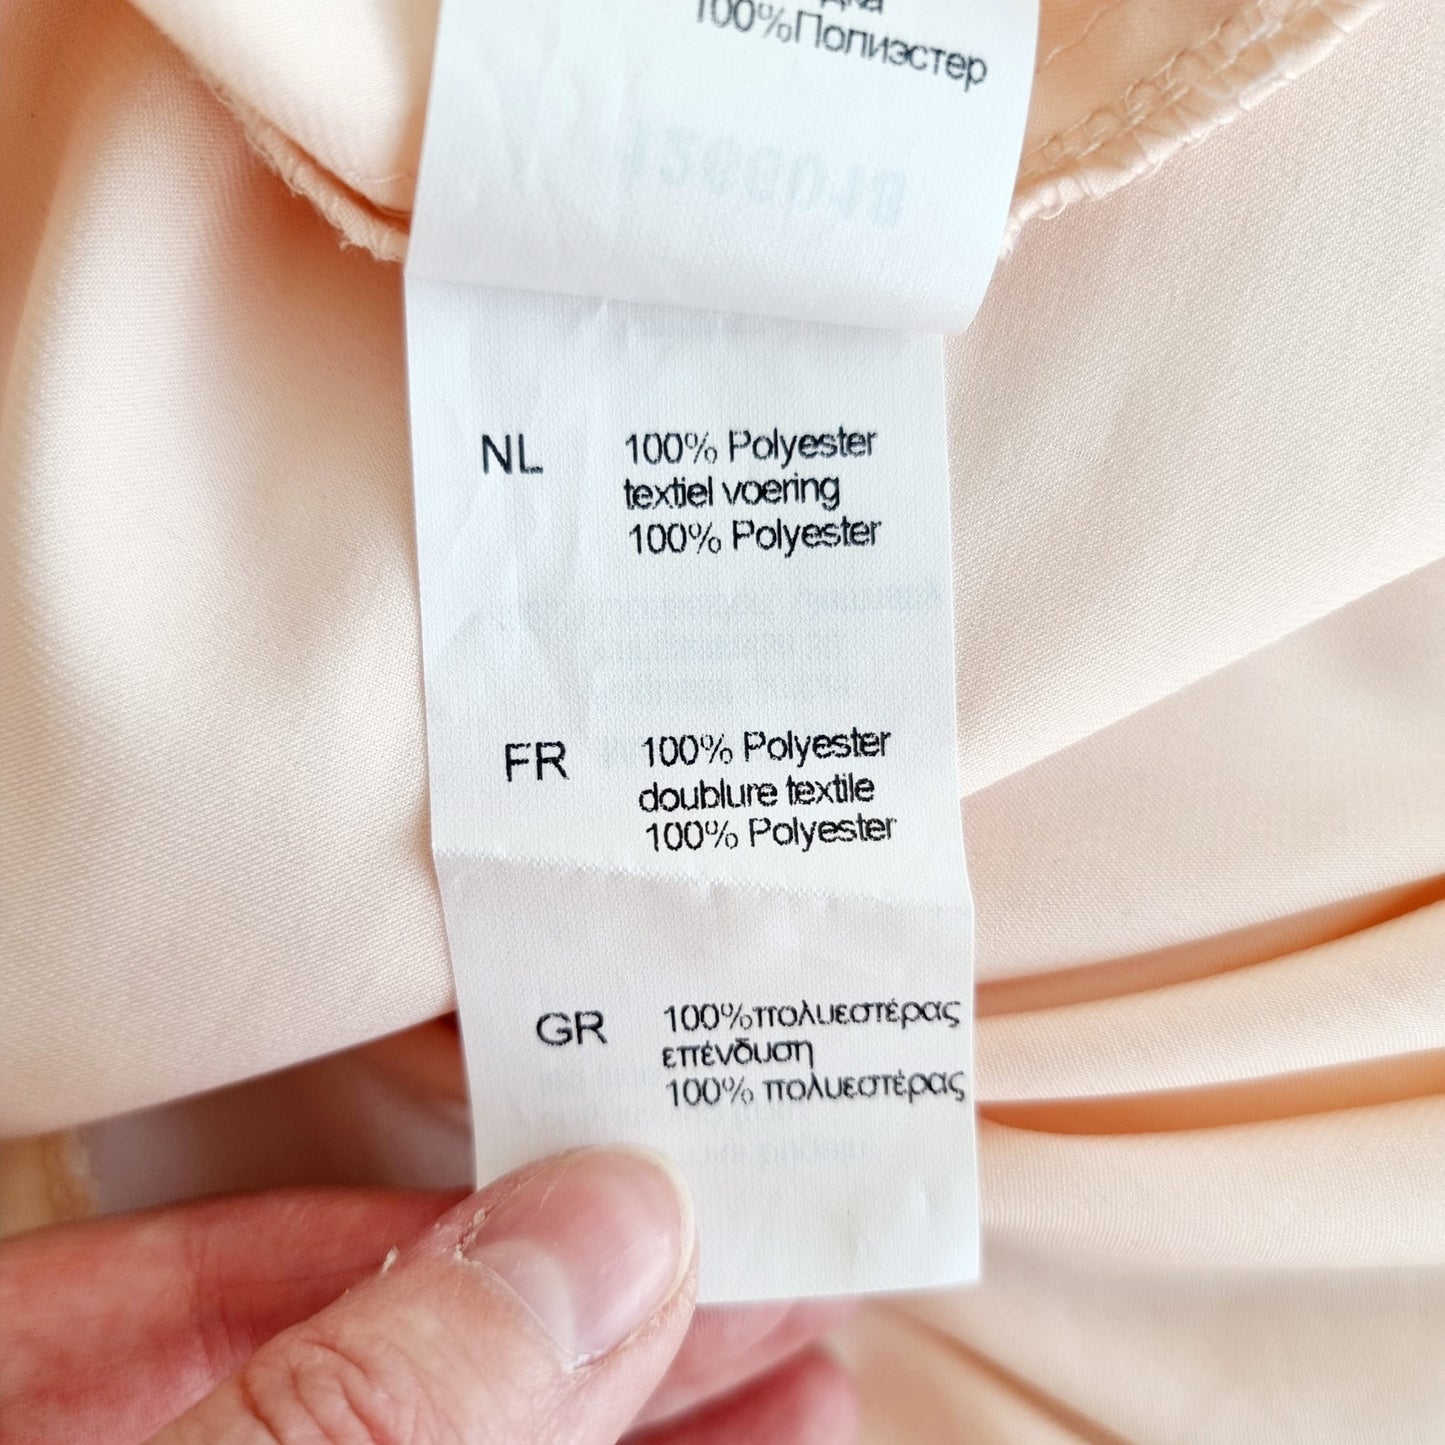 100%Полиэстер
NL
100% Polyester
textiel voering
100% Polyester
FR
100% Polyester
doublure textile
100% Polyester
GR
100%πολυεστέρας
επένδυση
100% πολυεστέρας